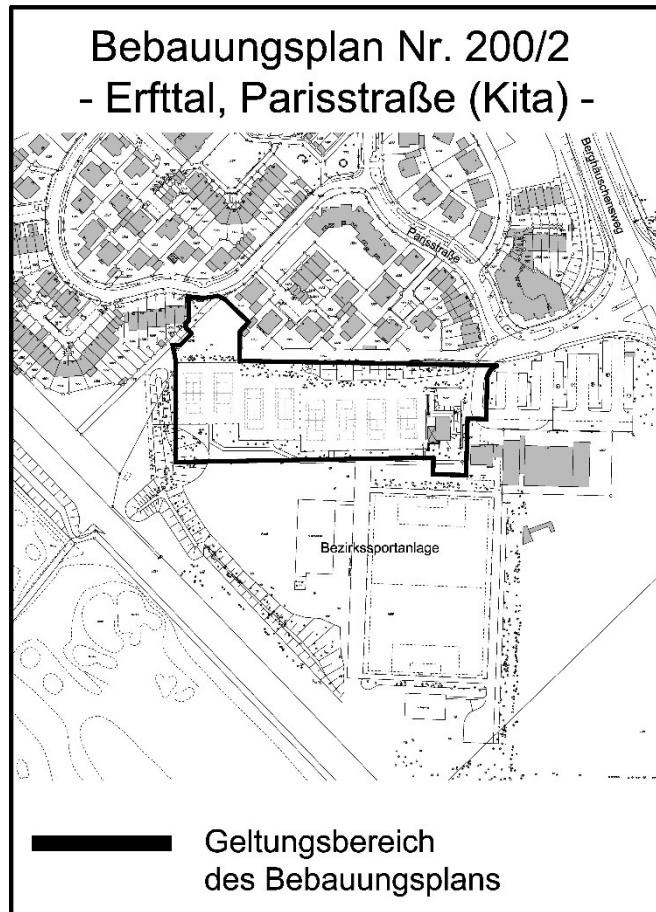 Bebauungsplan Nr. 200/2
- Erfttal, Parisstraße (Kita) -
Berghäuschensweg
Parisstraße
Bezirkssportanlage
Geltungsbereich
des Bebauungsplans